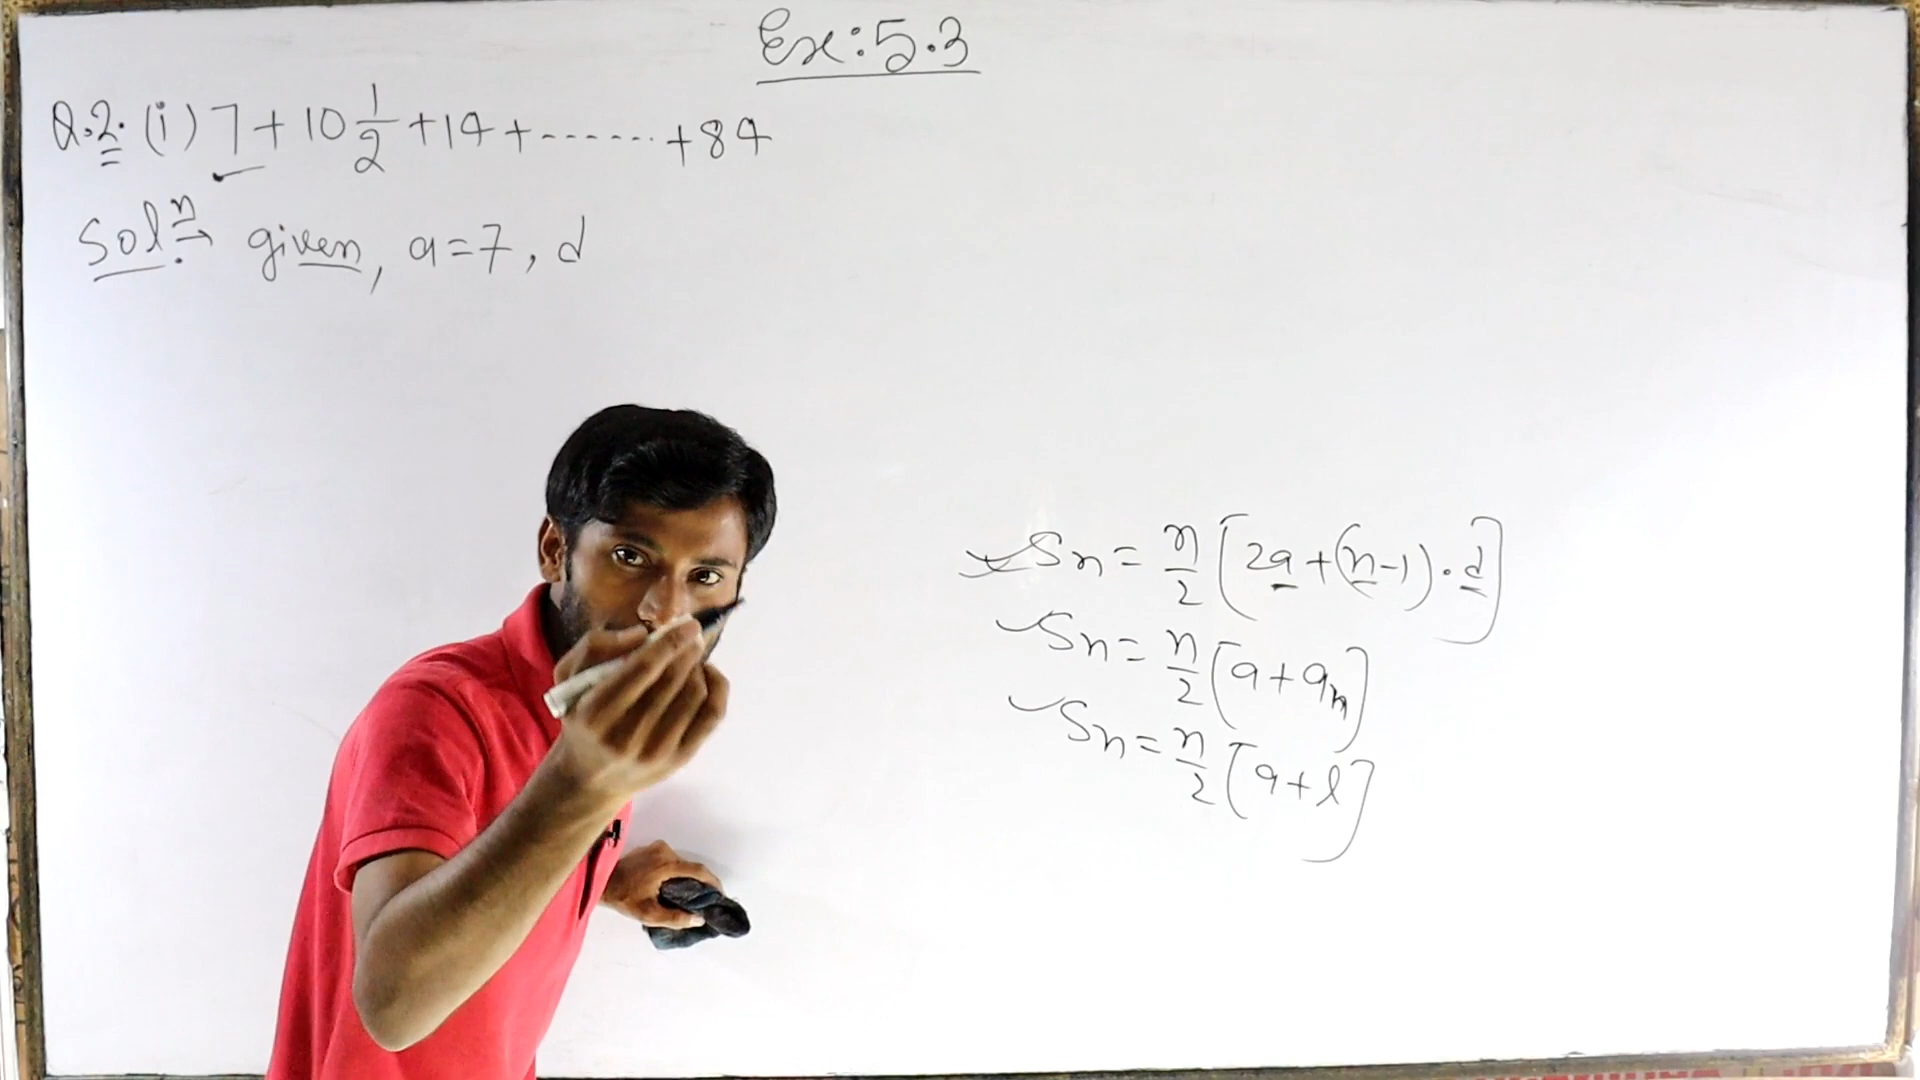 Ex:5.3
Q.2. (i) 7 + 10 1/2 + 14 + ------- + 84
Solⁿ. given, a=7, d
Sn = n/2 [2a+(n-1).d]
Sn = n/2 [a+an]
Sn = n/2 [a+l]